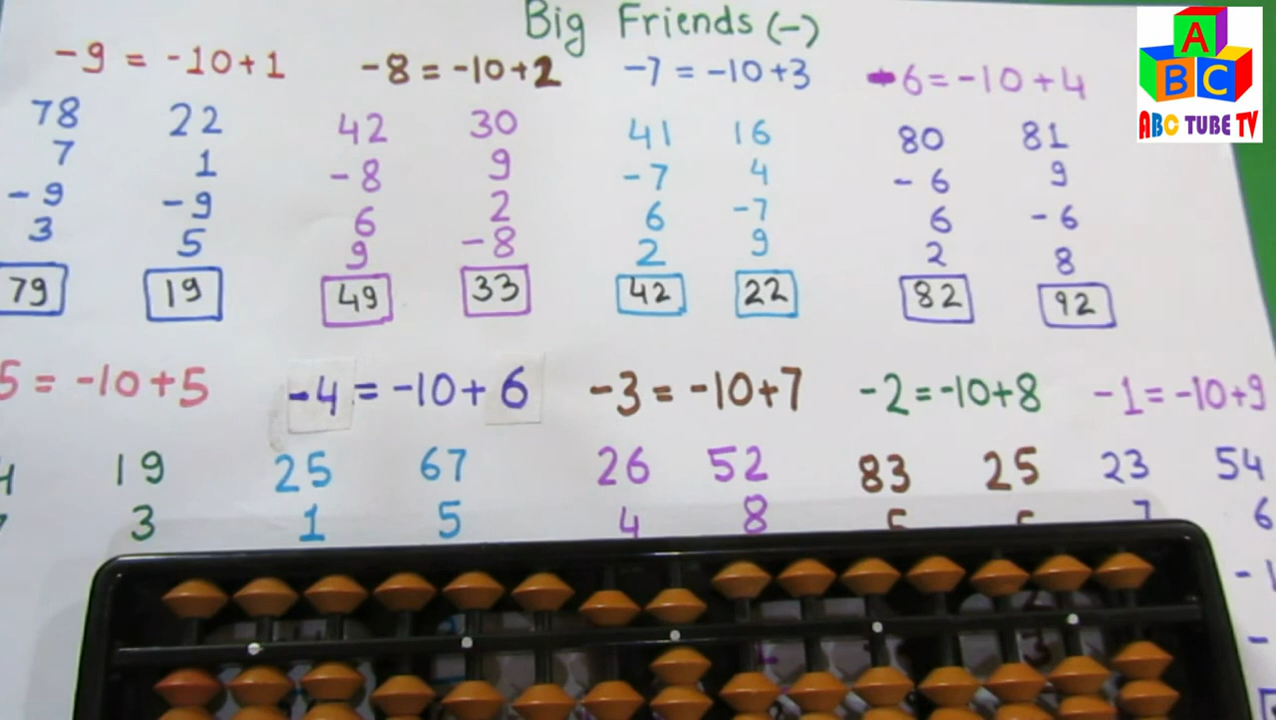 Big Friends (-)
A
B C
ABC TUBE TV
-9 = -10+1 -8 = -10+2 -7 = -10+3 -6 = -10+4
78 22 42 30 41 16 80 81
7 1 -8 9 -7 4 -6 9
-9 -9 6 2 6 -7 6 -6
3 5 9 -8 2 9 2 8
79 19 49 33 42 22 82 92
5 = -10+5 -4 = -10+6 -3 = -10+7 -2 = -10+8 -1 = -10+9
19 25 67 26 52 83 25 23 54
3 1 5 4 8 6